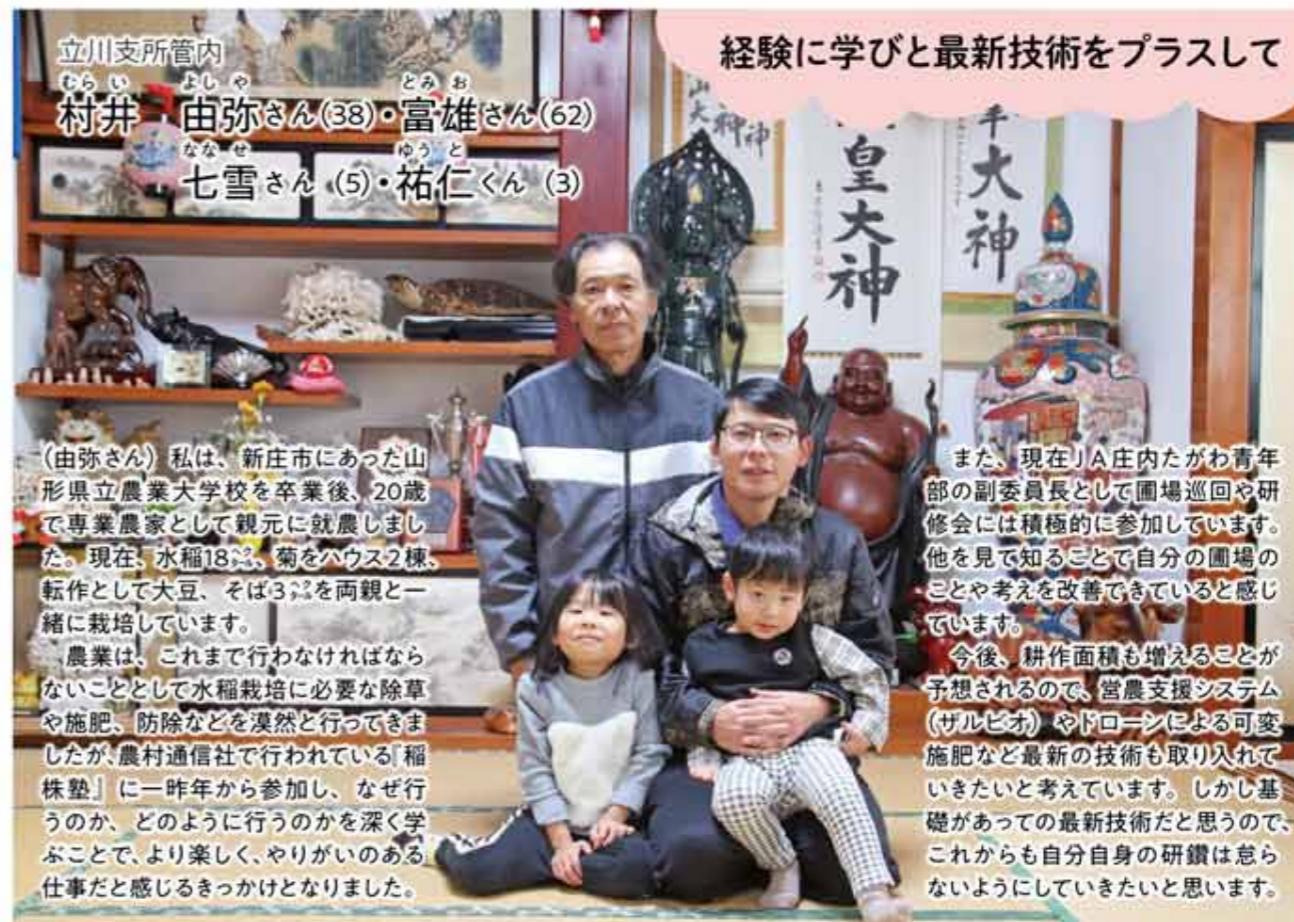 立川支所管内
むらい よしや とみお
村井 由弥さん(38)・富雄さん(62)
ななせ ゆうと
七雪さん (5)・祐仁くん (3)
経験に学びと最新技術をプラスして
大神
皇大神
大神
(由弥さん) 私は、新庄市にあった山
形県立農業大学校を卒業後、20歳
で専業農家として親元に就農しまし
た。現在、水稲18㌶、菊をハウス2棟、
転作として大豆、そば3㌶を両親と一
緒に栽培しています。
農業は、これまで行わなければなら
ないこととして水稲栽培に必要な除草
や施肥、防除などを漠然と行ってきま
したが、農村通信社で行われている『稲
株塾』に一昨年から参加し、なぜ行
うのか、どのように行うのかを深く学
ぶことで、より楽しく、やりがいのある
仕事だと感じるきっかけとなりました。
また、現在JA庄内たがわ青年
部の副委員長として圃場巡回や研
修会には積極的に参加しています。
他を見て知ることで自分の圃場の
ことや考えを改善できていると感じ
ています。
今後、耕作面積も増えることが
予想されるので、営農支援システム
(ザルビオ) やドローンによる可変
施肥など最新の技術も取り入れて
いきたいと考えています。しかし基
礎があっての最新技術だと思うので、
これからも自分自身の研鑽は怠ら
ないようにしていきたいと思います。